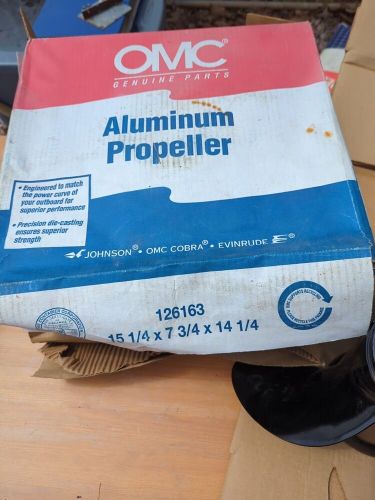 OMC®
GENUINE PARTS
Aluminum
Propeller
• Engineered to match
the power curve of
your outboard for
superior performance
• Precision die-casting
ensures superior
strength
JOHNSON® • OMC COBRA® • EVINRUDE E®
126163
15 1/4 x 7 3/4 x 14 1/4